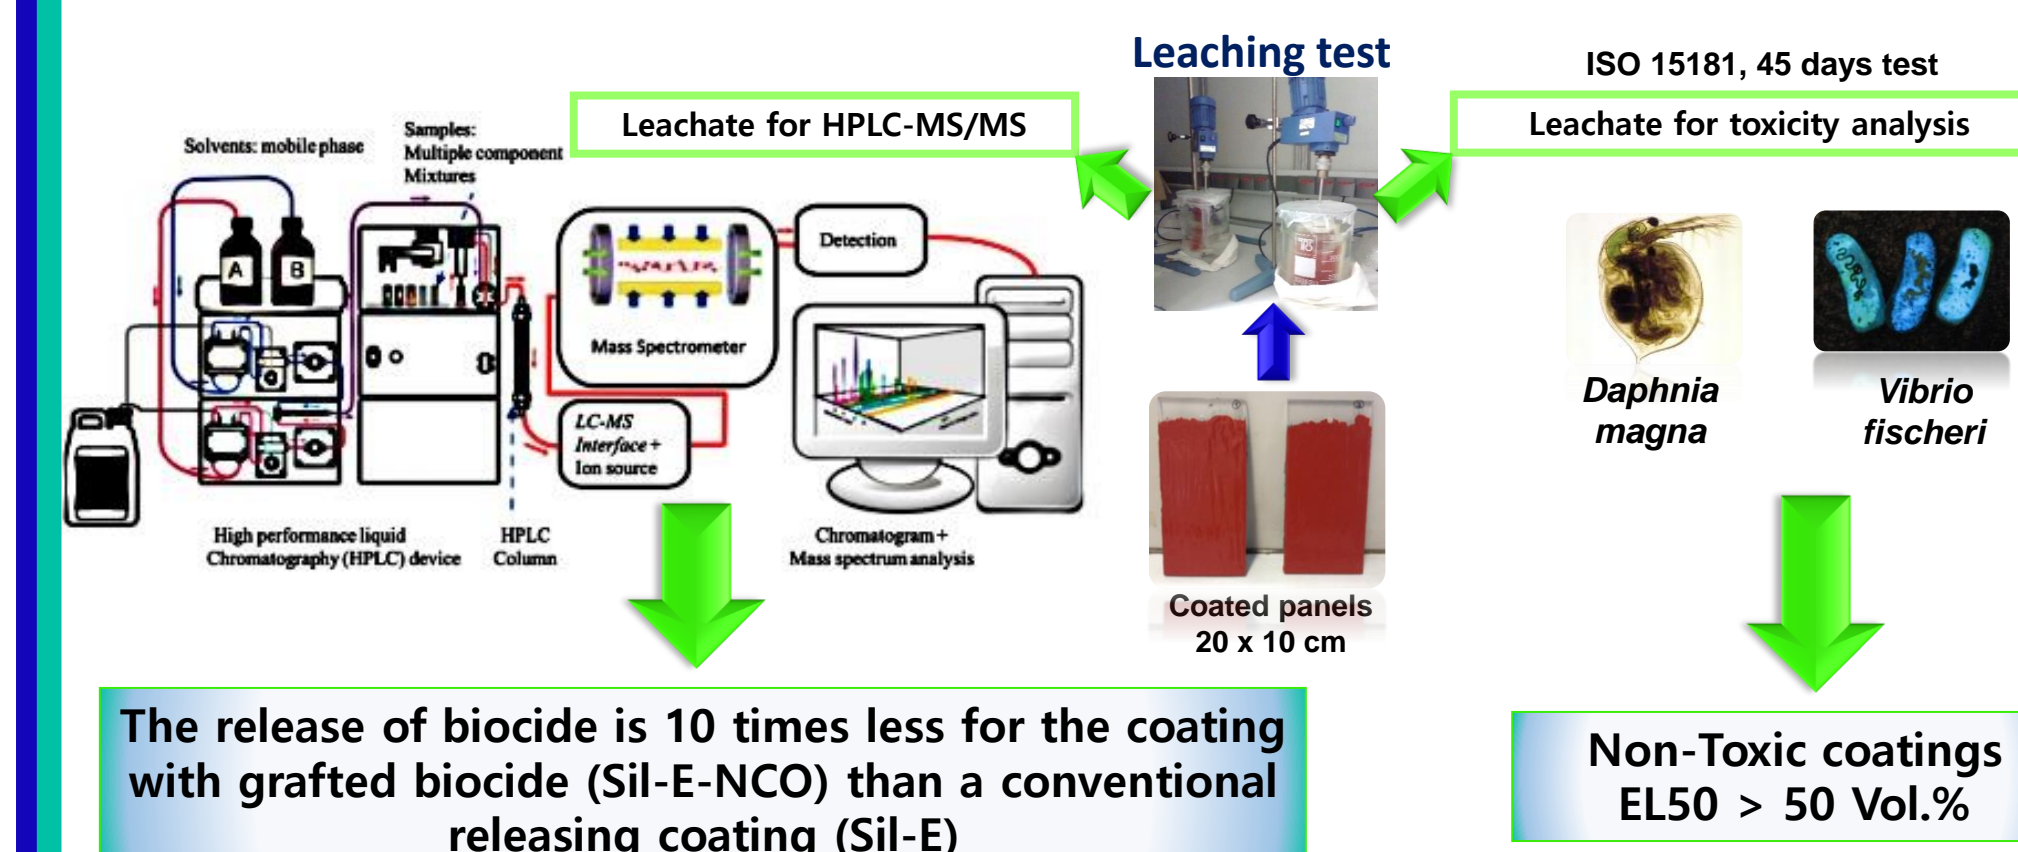 Leaching test
ISO 15181, 45 days test
Leachate for HPLC-MS/MS
Leachate for toxicity analysis
Solvents: mobile phase
Samples:
Multiple component
Mixtures
A
B
Detection
Mass Spectrometer
LC-MS
Interface +
Ion source
High performance liquid
Chromatography (HPLC) device
HPLC
Column
Chromatogram +
Mass spectrum analysis
Coated panels
20 x 10 cm
Daphnia
magna
Vibrio
fischeri
The release of biocide is 10 times less for the coating
with grafted biocide (Sil-E-NCO) than a conventional
releasing coating (Sil-E)
Non-Toxic coatings
EL50 > 50 Vol.%